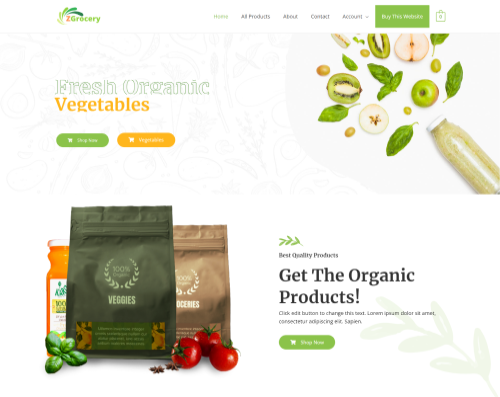 ZGrocery
Home
All Products
About
Contact
Account
Buy This Website
0
Fresh Organic
Vegetables
Shop Now
Vegetables
100%
Organic
VEGGIES
100%
Organic
Best Quality Products
Get The Organic
Products!
Click edit button to change this text. Lorem ipsum dolor sit amet,
consectetur adipiscing elit. Sapien.
Shop Now